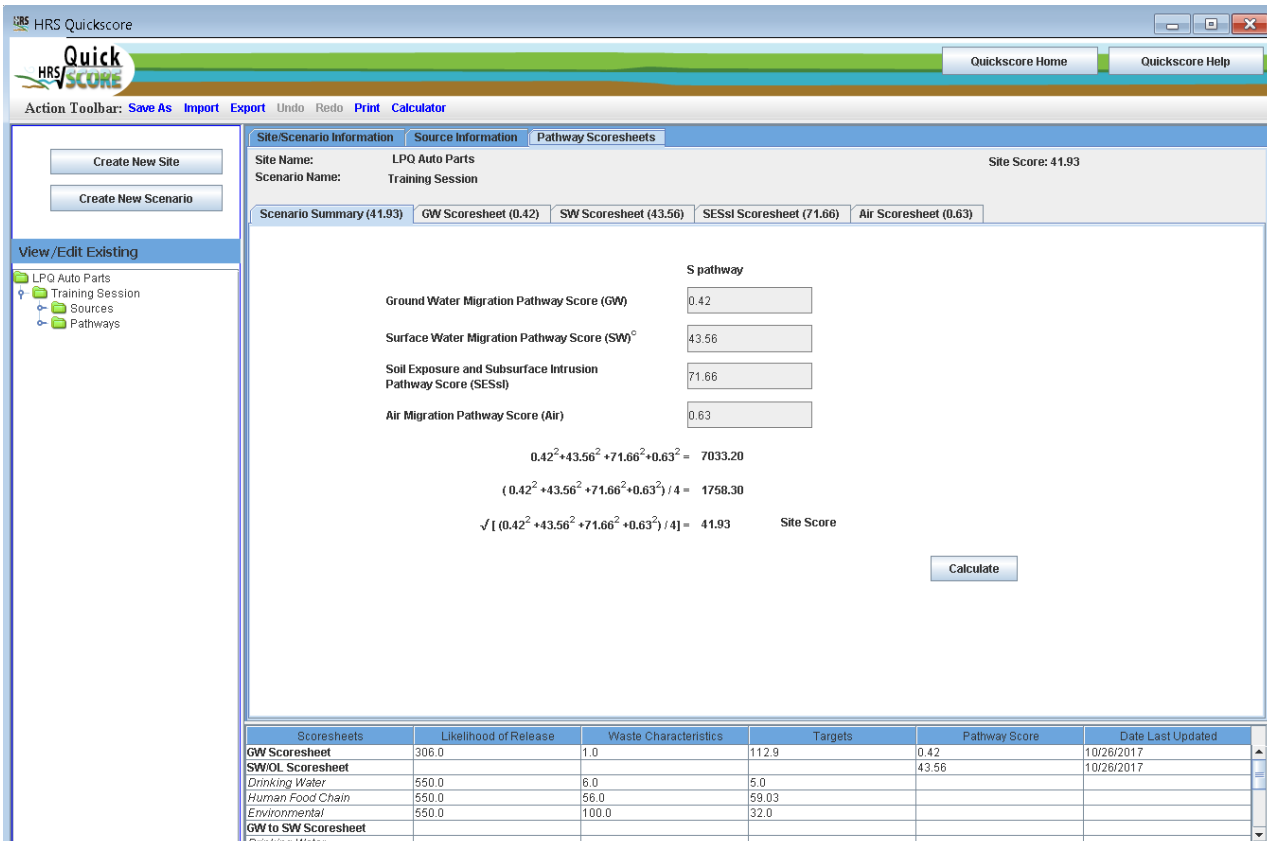 HRS HRS Quickscore
Quick
HRS SCORE
Quickscore Home Quickscore Help
Action Toolbar: Save As Import Export Undo Redo Print Calculator
Create New Site
Create New Scenario
View/Edit Existing
LPQ Auto Parts
Training Session
Sources
Pathways
Site/Scenario Information Source Information Pathway Scoresheets
Site Name: LPQ Auto Parts Site Score: 41.93
Scenario Name: Training Session
Scenario Summary (41.93) GW Scoresheet (0.42) SW Scoresheet (43.56) SESsI Scoresheet (71.66) Air Scoresheet (0.63)
S pathway
Ground Water Migration Pathway Score (GW) 0.42
Surface Water Migration Pathway Score (SW)c 43.56
Soil Exposure and Subsurface Intrusion
Pathway Score (SESsI) 71.66
Air Migration Pathway Score (Air) 0.63
0.42²+43.56² +71.66²+0.63² = 7033.20
( 0.42² +43.56² +71.66²+0.63²) / 4 = 1758.30
√ [ (0.42² +43.56² +71.66² +0.63²) / 4] = 41.93 Site Score
Calculate
Scoresheets Likelihood of Release Waste Characteristics Targets Pathway Score Date Last Updated
GW Scoresheet 306.0 1.0 112.9 0.42 10/26/2017
SW/OL Scoresheet 43.56 10/26/2017
Drinking Water 550.0 6.0 5.0
Human Food Chain 550.0 56.0 59.03
Environmental 550.0 100.0 32.0
GW to SW Scoresheet
Drinking Water